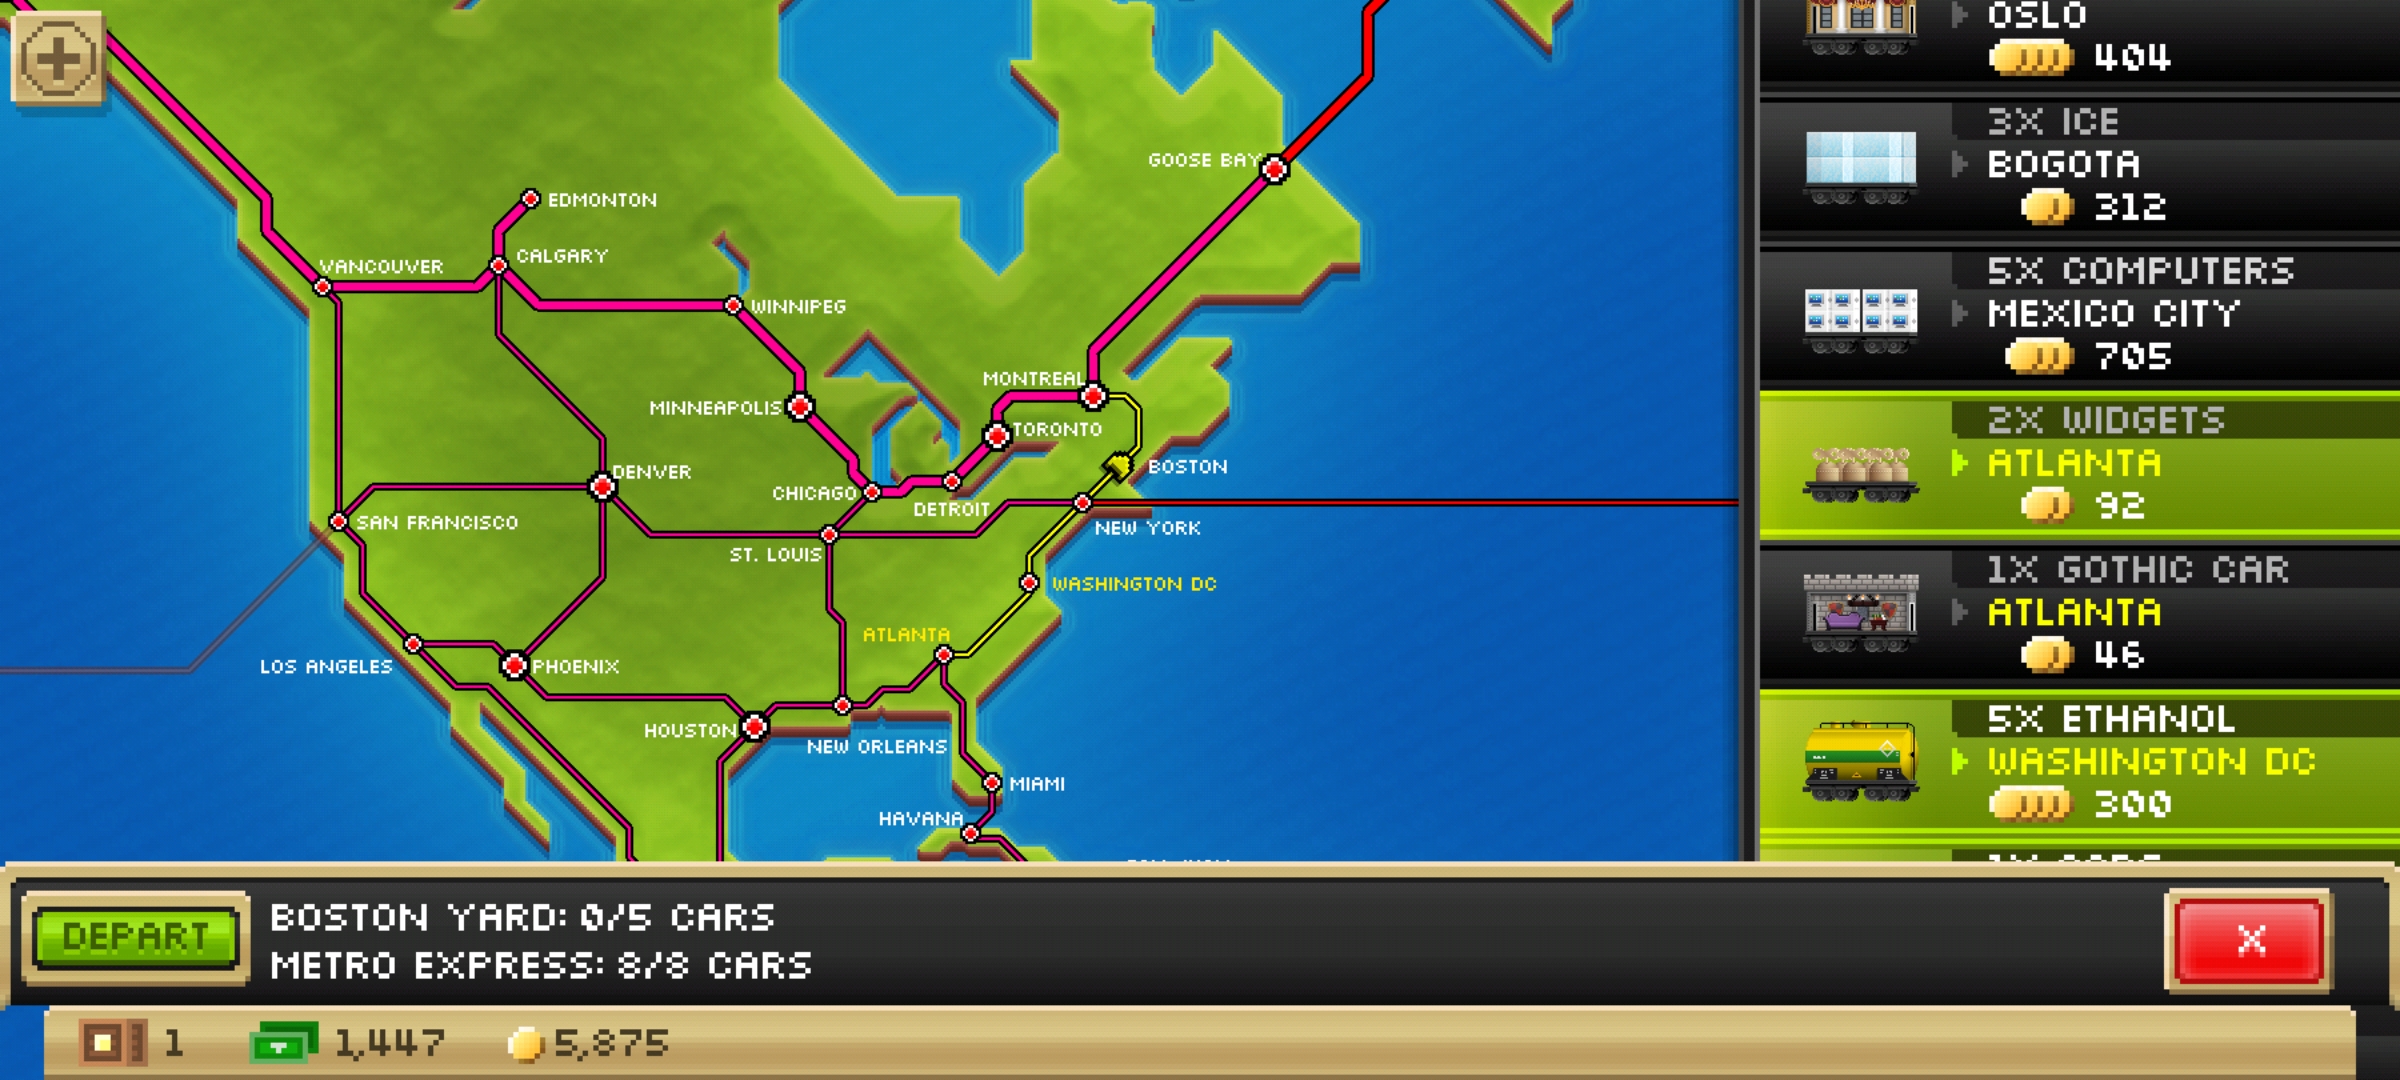 OSLO
404
3X ICE
BOGOTA
312
5X COMPUTERS
MEXICO CITY
705
2X WIDGETS
ATLANTA
92
1X GOTHIC CAR
ATLANTA
46
5X ETHANOL
WASHINGTON DC
300
GOOSE BAY
EDMONTON
CALGARY
VANCOUVER
WINNIPEG
MONTREAL
MINNEAPOLIS
TORONTO
BOSTON
DENVER
CHICAGO
DETROIT
SAN FRANCISCO
NEW YORK
ST. LOUIS
WASHINGTON DC
ATLANTA
LOS ANGELES
PHOENIX
HOUSTON
NEW ORLEANS
MIAMI
HAVANA
DEPART
BOSTON YARD: 0/5 CARS
METRO EXPRESS: 8/8 CARS
X
1
1,447
5,875